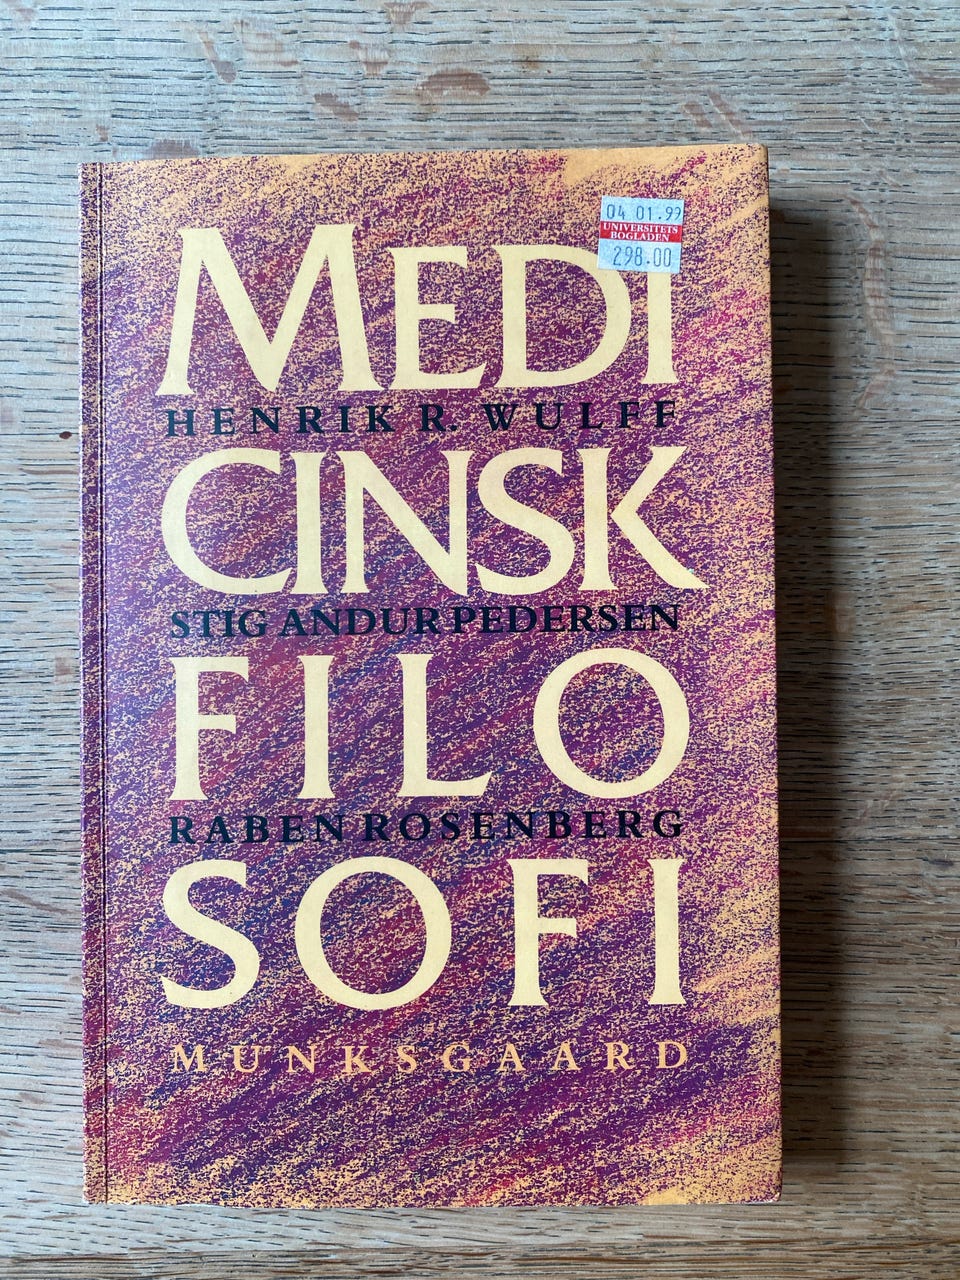 04 01.99
UNIVERSITETS
BOGLADEN
298.00
MEDI
HENRIK R. WULFF
CINSK
STIG ANDUR PEDERSEN
FILO
RABEN ROSENBERG
SOFI
MUNKSGAARD